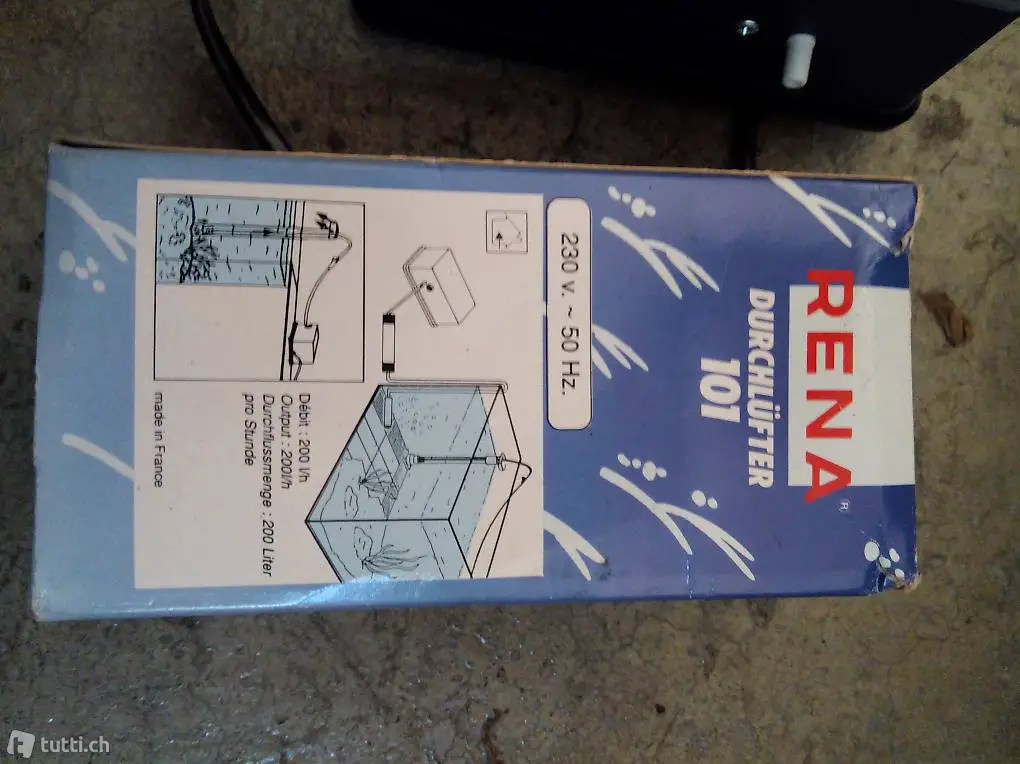 RENA
®
DURCHLÜFTER
101
230 v. ~ 50 Hz.
Débit : 200 l/h
Output : 200l/h
Durchflussmenge : 200 Liter
pro Stunde
made in France
tutti.ch